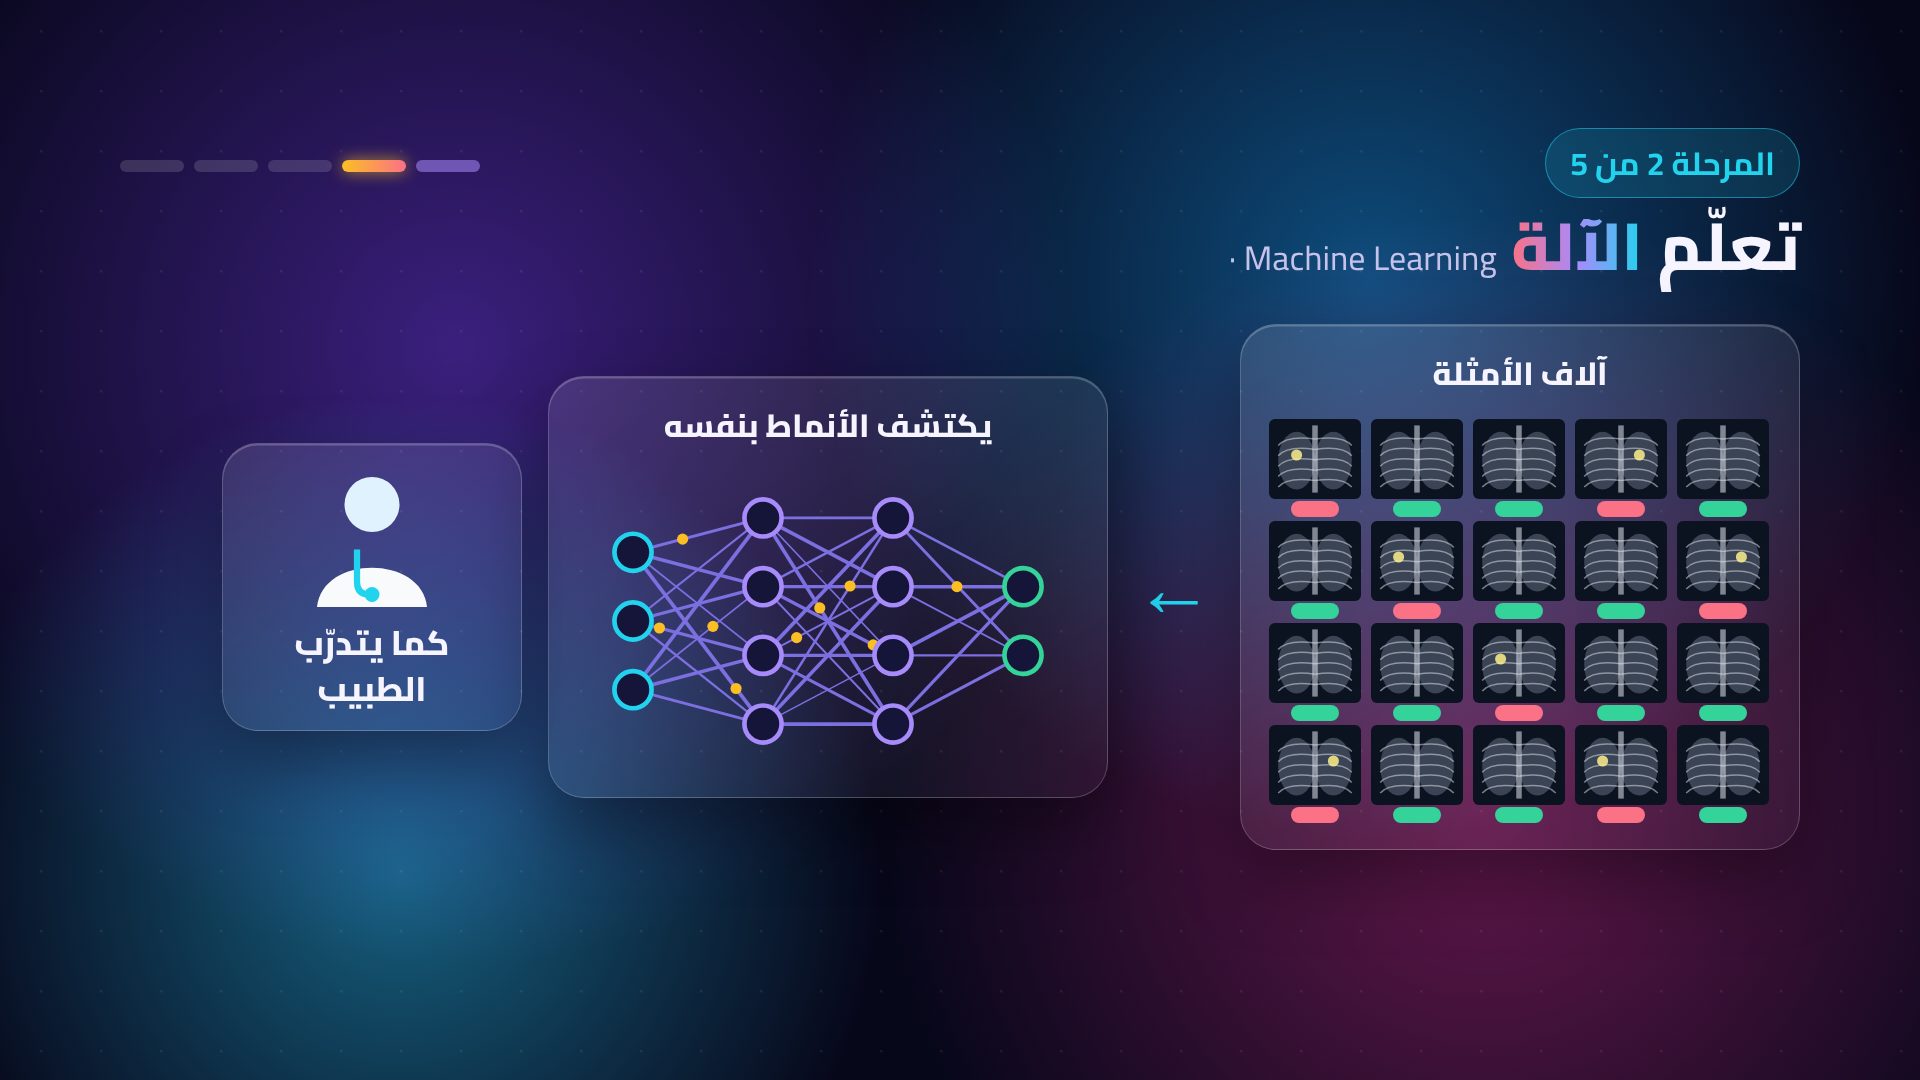 المرحلة 2 من 5
تعلّم الآلة Machine Learning ·
آلاف الأمثلة
←
يكتشف الأنماط بنفسه
كما يتدرّب
الطبيب